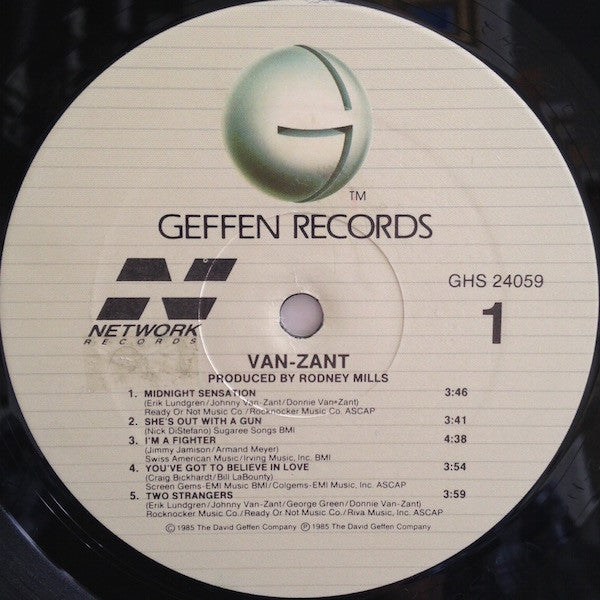 TM
GEFFEN RECORDS
NETWORK
RECORDS
GHS 24059
1
VAN-ZANT
PRODUCED BY RODNEY MILLS
1. MIDNIGHT SENSATION 3:46
(Erik Lundgren/Johnny Van-Zant/Donnie Van•Zant)
Ready Or Not Music Co./Rocknocker Music Co. ASCAP
2. SHE'S OUT WITH A GUN 3:41
(Nick DiStefano) Sugaree Songs BMI
3. I'M A FIGHTER 4:38
(Jimmy Jamison/Armand Meyer)
Swiss American Music/Irving Music, Inc. BMI
4. YOU'VE GOT TO BELIEVE IN LOVE 3:54
(Craig Bickhardt/Bill LaBounty)
Screen Gems-EMI Music BMI/Colgems-EMI Music, Inc. ASCAP
5. TWO STRANGERS 3:59
(Erik Lundgren/Johnny Van-Zant/George Green/Donnie Van-Zant)
Rocknocker Music Co./Ready Or Not Music Co./Riva Music, Inc. ASCAP
Ⓒ 1985 The David Geffen Company Ⓟ 1985 The David Geffen Company